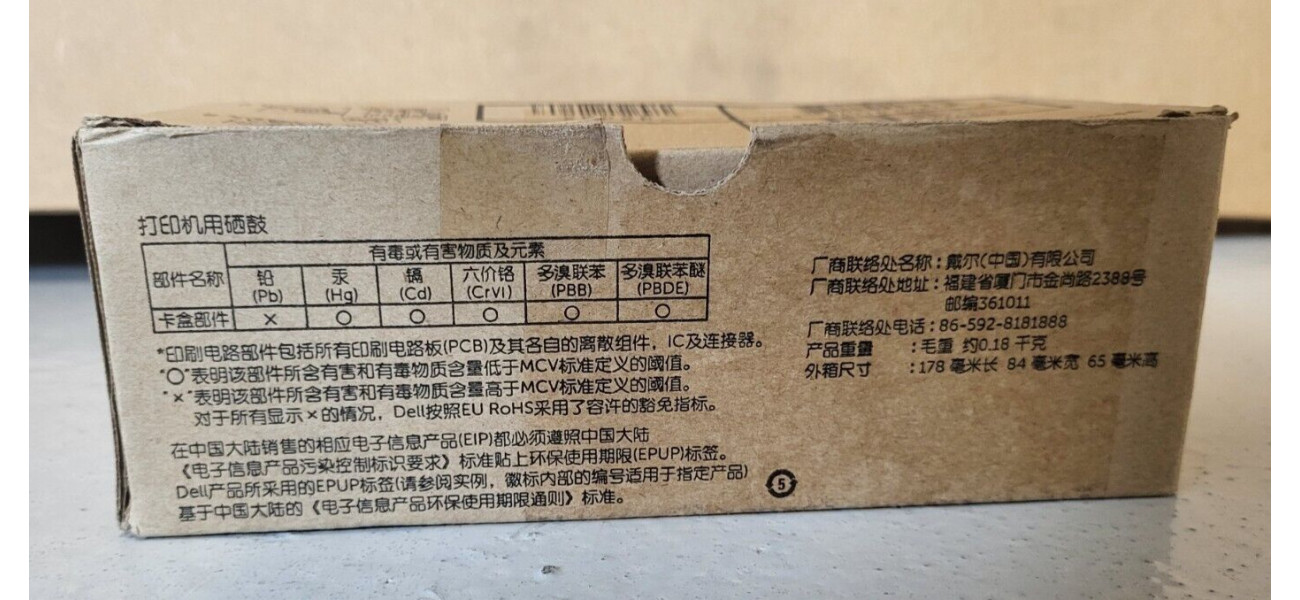 打印机用硒鼓
部件名称 有毒或有害物质及元素
铅 汞 镉 六价铬 多溴联苯 多溴联苯醚
(Pb) (Hg) (Cd) (CrVI) (PBB) (PBDE)
卡盒部件 × ○ ○ ○ ○ ○
*印刷电路部件包括所有印刷电路板(PCB)及其各自的离散组件，IC及连接器。
"○"表明该部件所含有害和有毒物质含量低于MCV标准定义的阈值。
"×"表明该部件所含有害和有毒物质含量高于MCV标准定义的阈值。
对于所有显示×的情况，Dell按照EU RoHS采用了容许的豁免指标。
在中国大陆销售的相应电子信息产品(EIP)都必须遵照中国大陆
《电子信息产品污染控制标识要求》标准贴上环保使用期限(EPUP)标签。
Dell产品所采用的EPUP标签(请参阅实例，徽标内部的编号适用于指定产品)
基于中国大陆的《电子信息产品环保使用期限通则》标准。
5
厂商联络处名称：戴尔(中国)有限公司
厂商联络处地址：福建省厦门市金尚路2388号
邮编361011
厂商联络处电话：86-592-8181888
产品重量 ：毛重 约0.18 千克
外箱尺寸 ：178 毫米长 84 毫米宽 65 毫米高